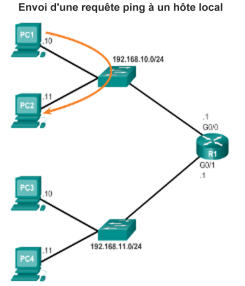 Envoi d'une requête ping à un hôte local
PC1
.10
192.168.10.0/24
PC2
.11
.1
G0/0
R1
G0/1
.1
PC3
.10
192.168.11.0/24
PC4
.11